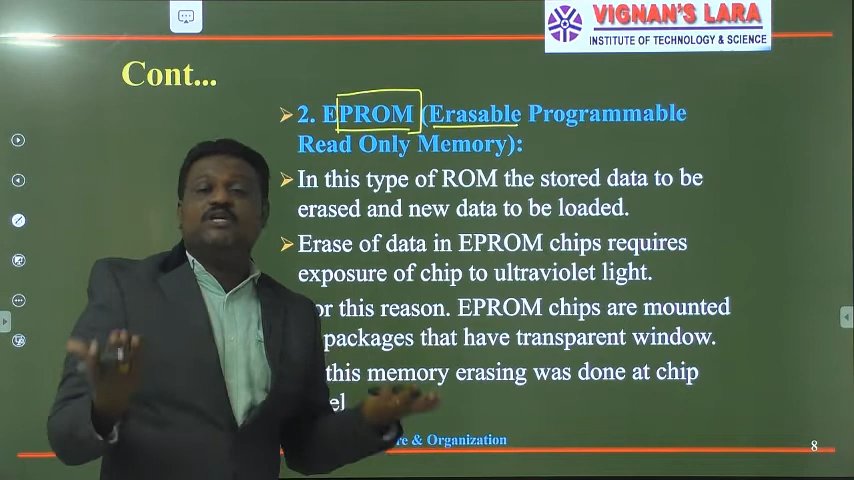 VIGNAN'S LARA
INSTITUTE OF TECHNOLOGY & SCIENCE
Cont...
2. EPROM (Erasable Programmable
Read Only Memory):
In this type of ROM the stored data to be
erased and new data to be loaded.
Erase of data in EPROM chips requires
exposure of chip to ultraviolet light.
or this reason. EPROM chips are mounted
packages that have transparent window.
this memory erasing was done at chip
el
re & Organization
8